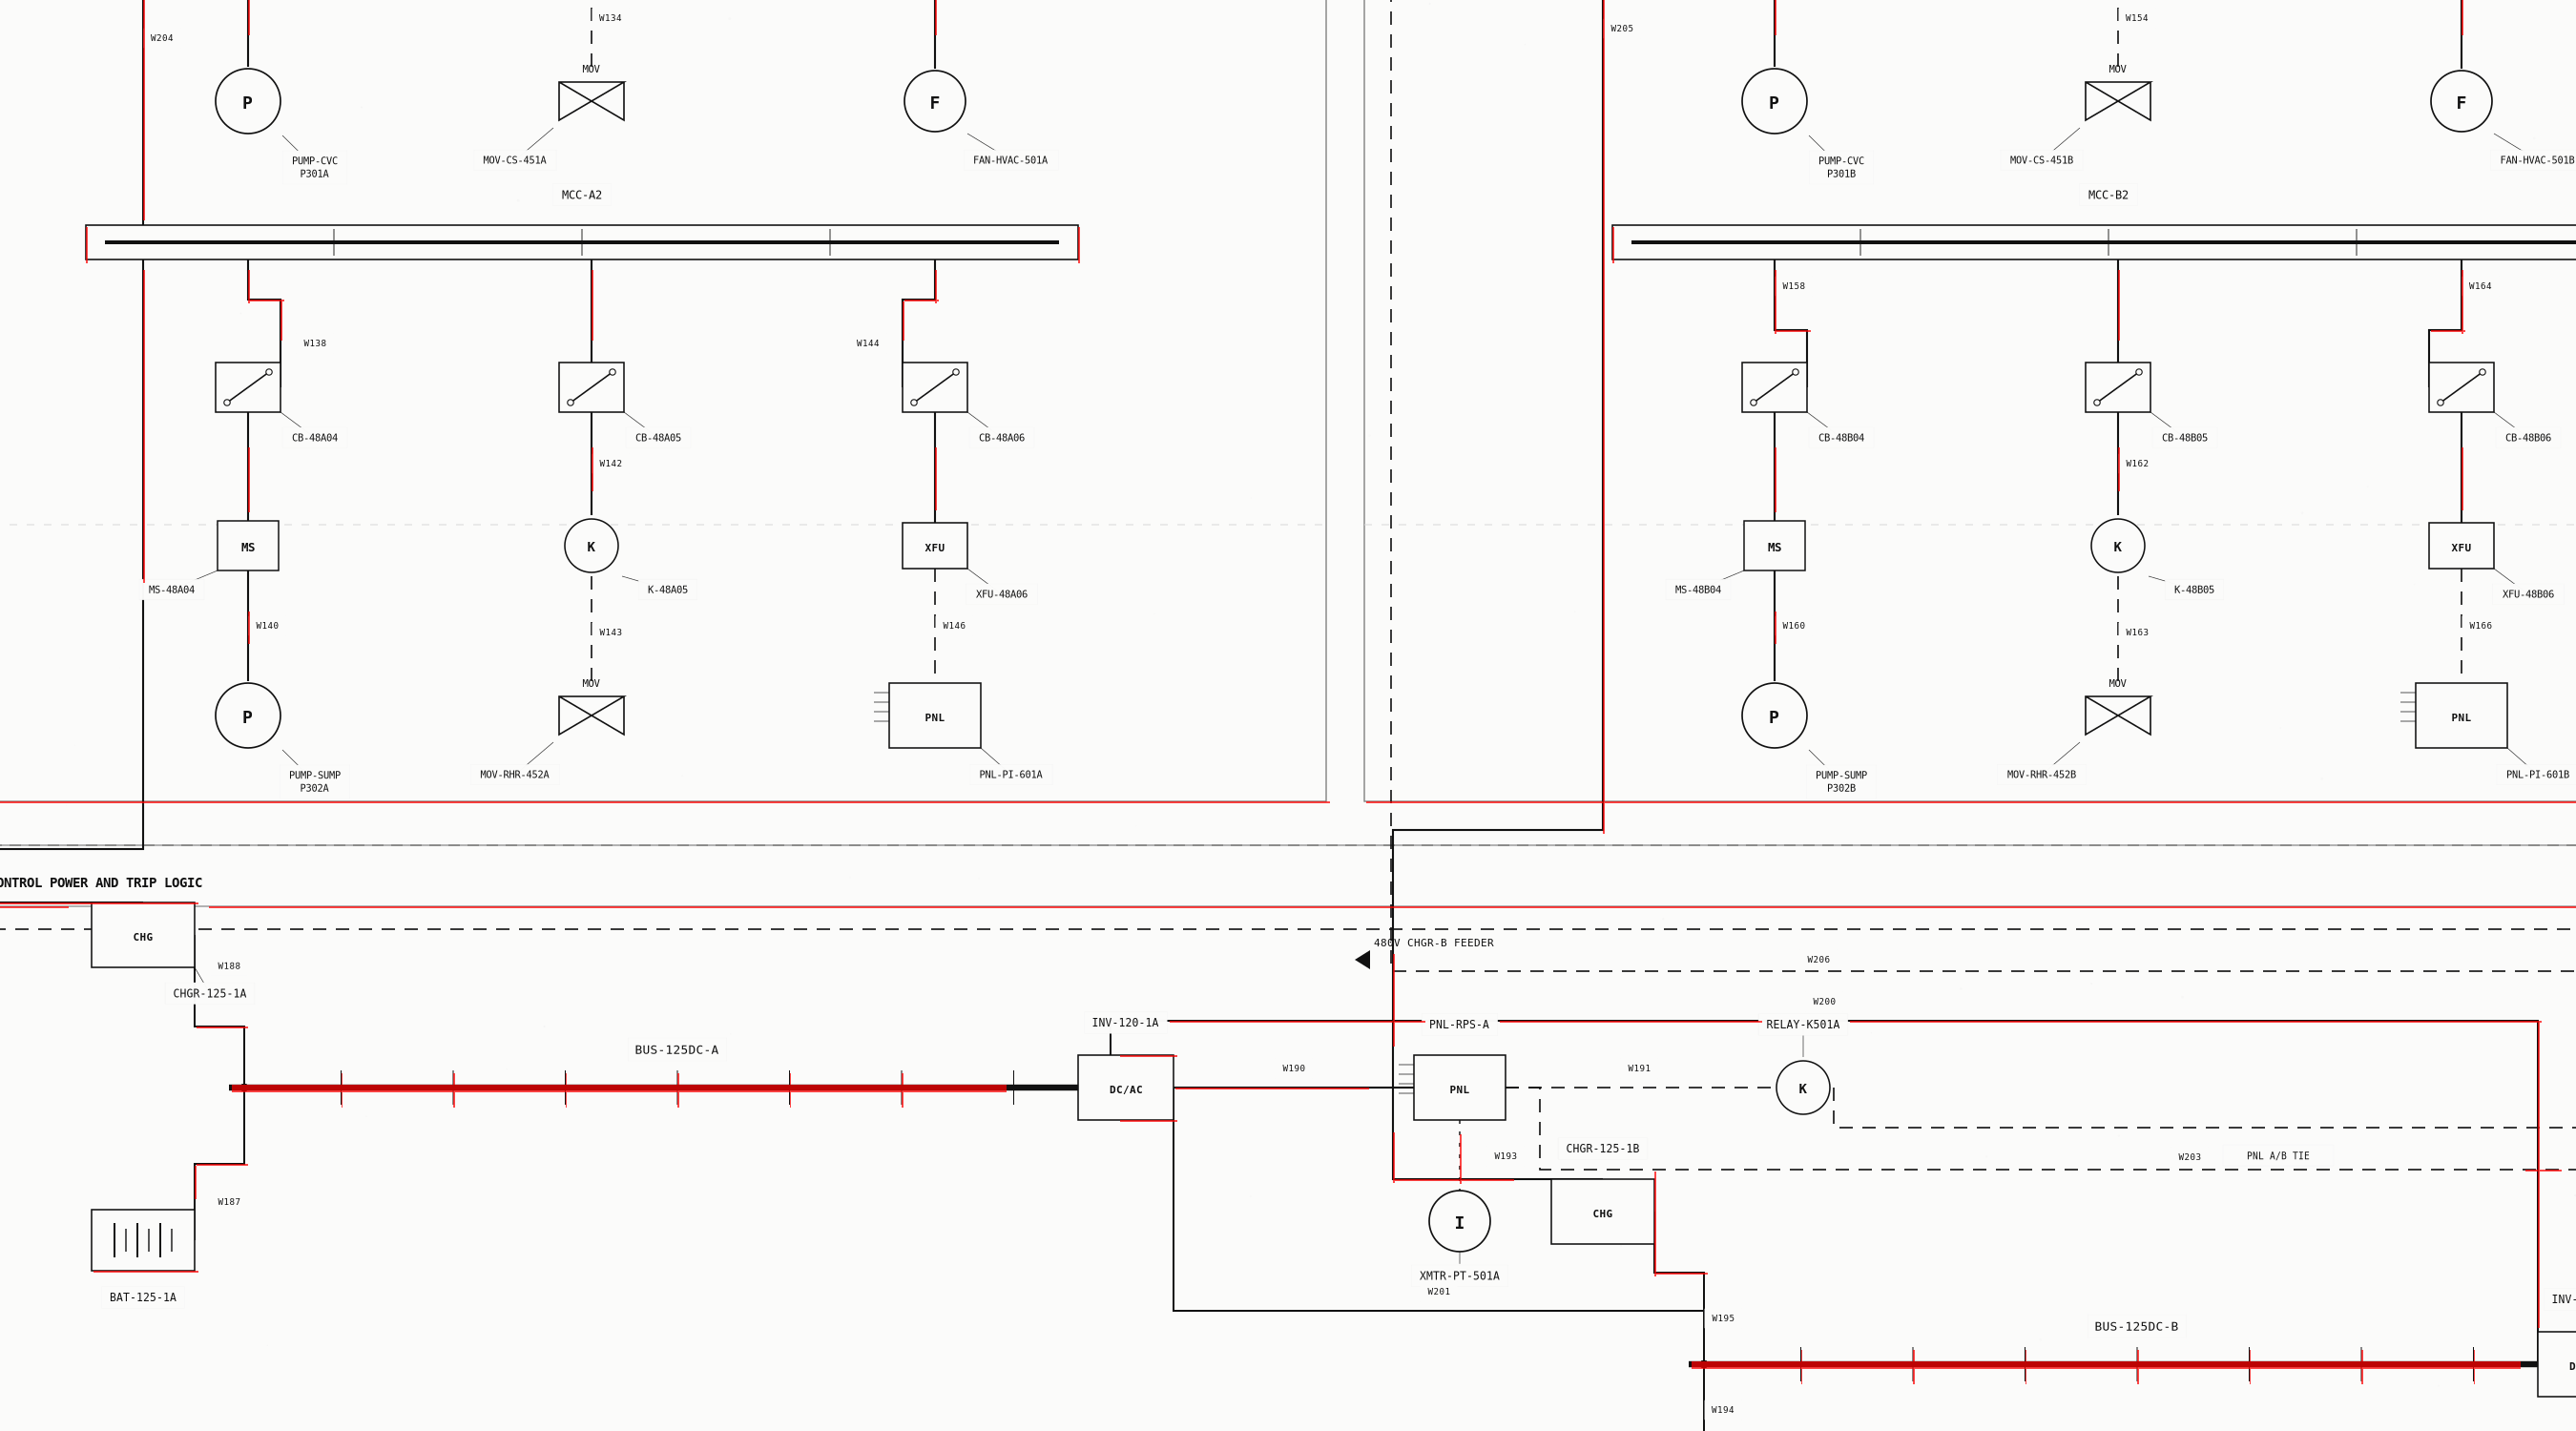 W134
W154
W204
W205
MOV
MOV
P
F
P
F
PUMP-CVC
P301A
MOV-CS-451A
FAN-HVAC-501A
PUMP-CVC
P301B
MOV-CS-451B
FAN-HVAC-501B
MCC-A2
MCC-B2
W158
W164
W138
W144
CB-48A04
CB-48A05
CB-48A06
CB-48B04
CB-48B05
CB-48B06
W142
W162
MS
K
XFU
MS
K
XFU
MS-48A04
K-48A05
XFU-48A06
MS-48B04
K-48B05
XFU-48B06
W140
W143
W146
W160
W163
W166
MOV
MOV
P
PNL
P
PNL
PUMP-SUMP
P302A
MOV-RHR-452A
PNL-PI-601A
PUMP-SUMP
P302B
MOV-RHR-452B
PNL-PI-601B
ONTROL POWER AND TRIP LOGIC
CHG
480V CHGR-B FEEDER
W188
W206
CHGR-125-1A
W200
INV-120-1A
PNL-RPS-A
RELAY-K501A
BUS-125DC-A
W190
W191
DC/AC
PNL
K
CHGR-125-1B
W193
W203
PNL A/B TIE
W187
I
CHG
XMTR-PT-501A
W201
BAT-125-1A
INV-
W195
BUS-125DC-B
D
W194